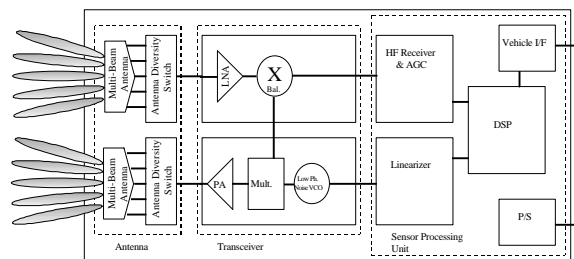 Multi-Beam
Antenna
Antenna Diversity
Switch
LNA
X
Bal.
HF Receiver
& AGC
Vehicle I/F
DSP
Multi-Beam
Antenna
Antenna Diversity
Switch
PA
Mult.
Low Ph.
Noise VCO
Linearizer
P/S
Antenna
Transceiver
Sensor Processing
Unit